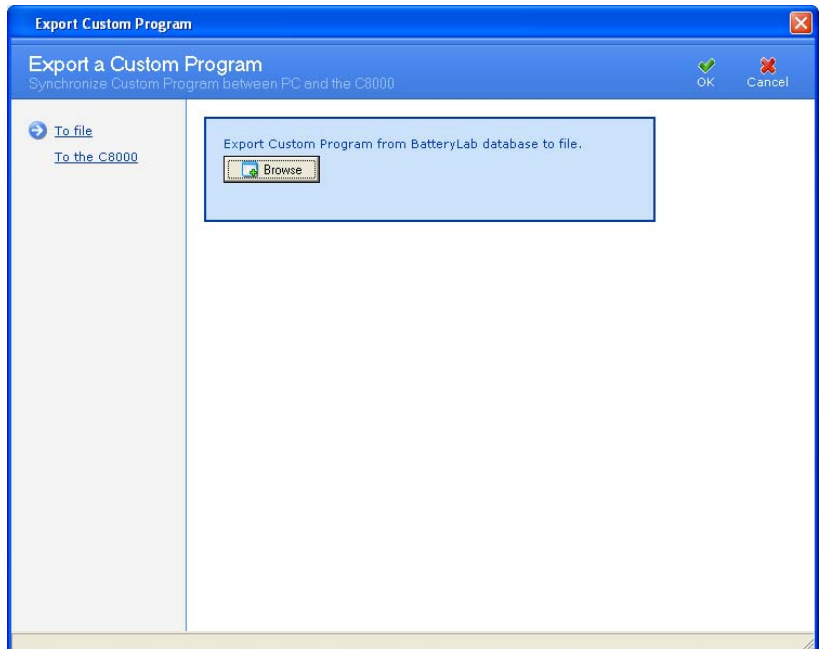 Export Custom Program
Export a Custom Program
Synchronize Custom Program between PC and the C8000
OK
Cancel
To file
To the C8000
Export Custom Program from BatteryLab database to file.
Browse